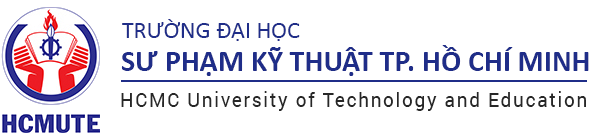 TRƯỜNG ĐẠI HỌC
SƯ PHẠM KỸ THUẬT TP. HỒ CHÍ MINH
HCMC University of Technology and Education
HCMUTE